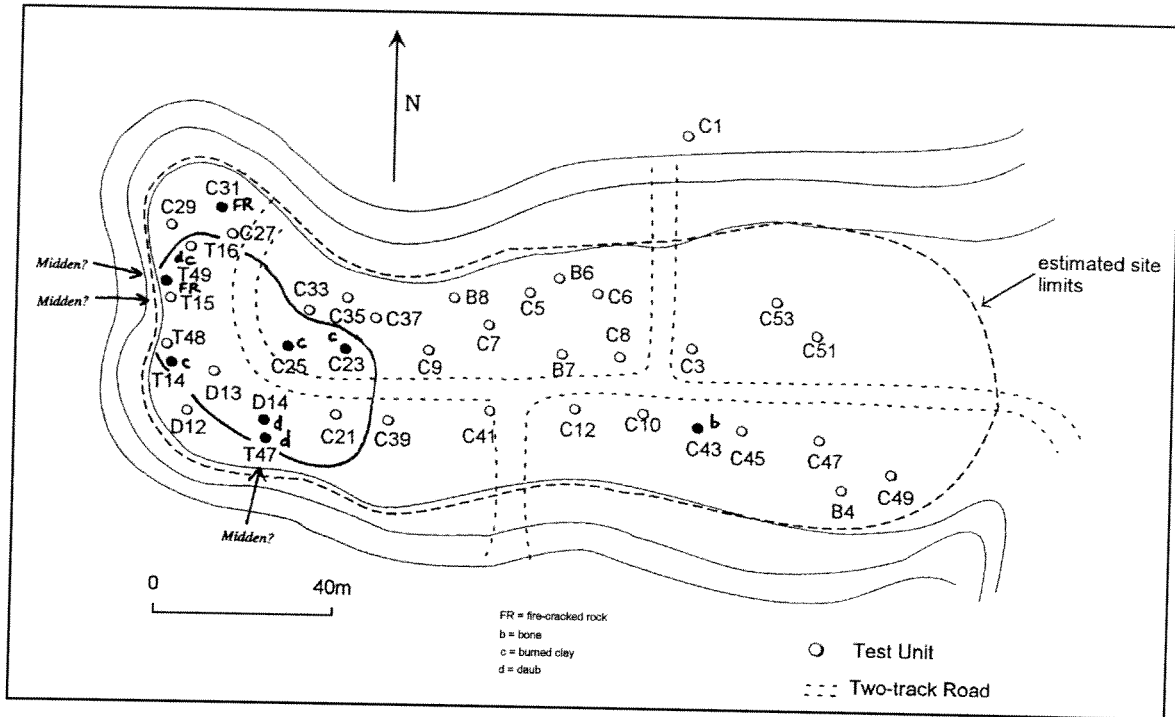 N
C1
C31
FR
C29
C27
T16
Midden?
d c
T49
FR
Midden?
T15
C33
C35
C37
B8
C5
B6
C6
C7
C8
C53
C51
estimated site
limits
T48
c
C25
c
C23
C9
B7
C3
T14
c
D13
D14
d
D12
d
T47
C21
C39
C41
C12
C10
b
C43
C45
C47
C49
B4
Midden?
0
40m
FR = fire-cracked rock
b = bone
c = burned clay
d = daub
Test Unit
Two-track Road